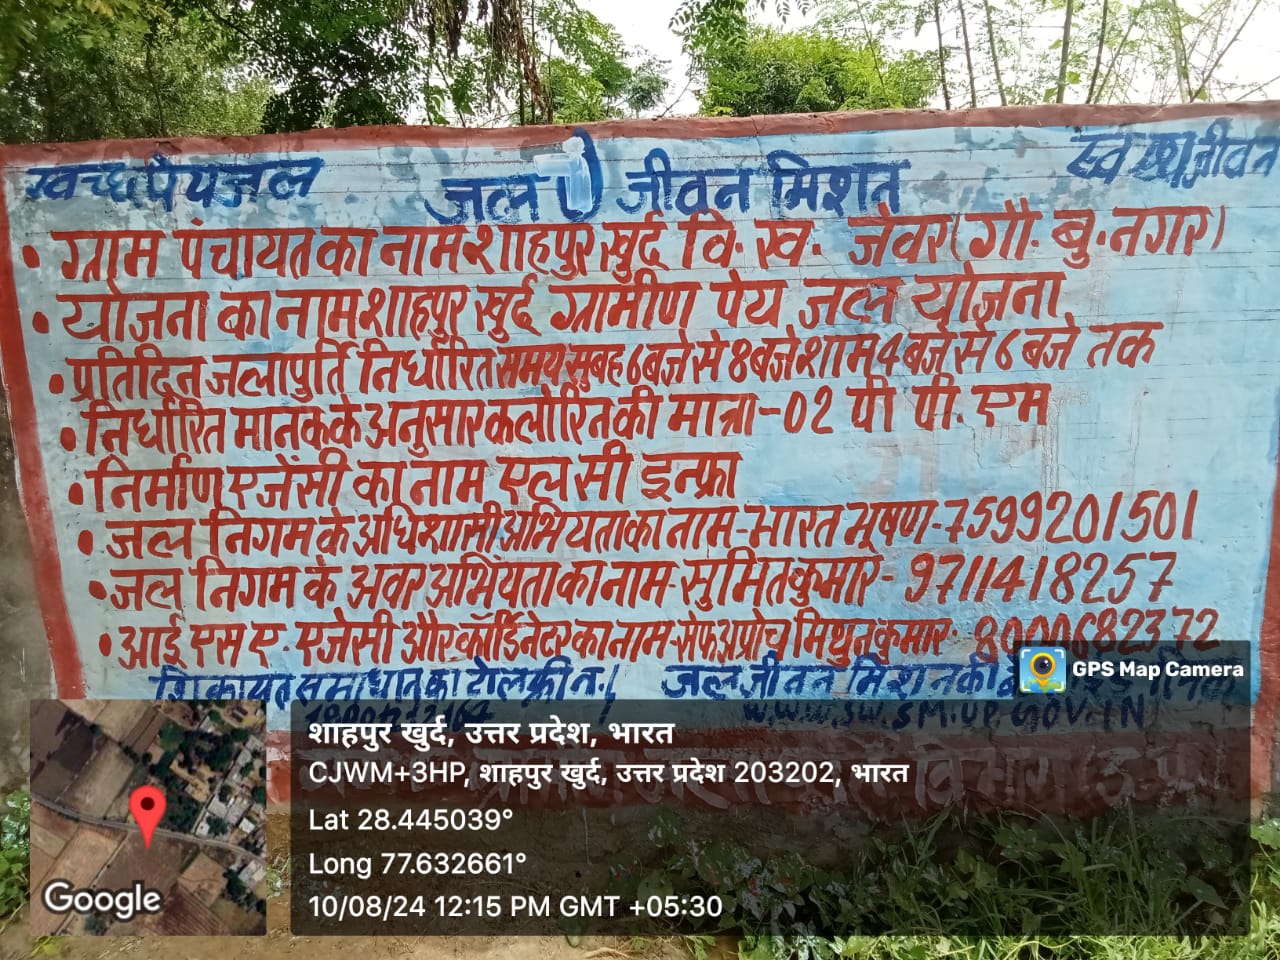 स्वच्छ पेयजल
जल जीवन मिशन
स्वच्छ जीवन
• ग्राम पंचायत का नाम शाहपुर खुर्द वि. ख. जेवर (गौ. बु. नगर)
• योजना का नाम शाहपुर खुर्द ग्रामीण पेय जल योजना
• प्रतिदिन जलापुर्ति निर्धारित समय सुबह 6 बजे से 8 बजे शाम 4 बजे से 6 बजे तक
• निर्धारित मानक के अनुसार कलोरिन की मात्रा - 02 पी पी. एम
• निर्माण एजेंसी का नाम एल सी इन्फ्रा
• जल निगम के अधिशासी अभियता का नाम - भारत भूषण - 7599201501
• जल निगम के अवर अभियता का नाम - सुमित कुमार - 9711418257
• आई एस ए. एजेसी और कॉर्डिनेटर का नाम - सेफ अप्रोच मिथुन कुमार - 8000682372
शिकायत समाधान का टोल फ्री न.
जल जीवन मिशन की
GPS Map Camera
शाहपुर खुर्द, उत्तर प्रदेश, भारत
CJWM+3HP, शाहपुर खुर्द, उत्तर प्रदेश 203202, भारत
Lat 28.445039°
Long 77.632661°
10/08/24 12:15 PM GMT +05:30
Google